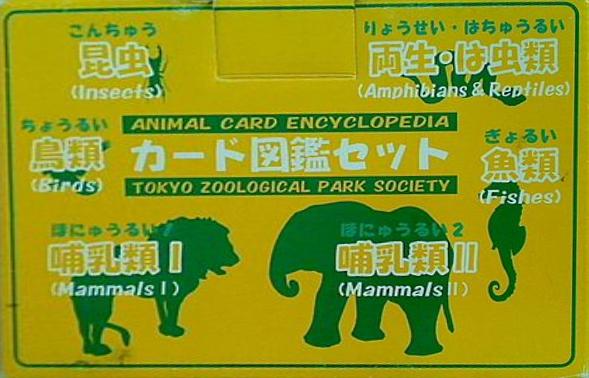 こんちゅう
昆虫
(Insects)
りょうせい・はちゅうるい
両生・は虫類
(Amphibians & Reptiles)
ちょうるい
鳥類
(Birds)
ANIMAL CARD ENCYCLOPEDIA
カード図鑑セット
TOKYO ZOOLOGICAL PARK SOCIETY
ぎょるい
魚類
(Fishes)
ほにゅうるい1
哺乳類 I
(Mammals I)
ほにゅうるい2
哺乳類 II
(Mammals II)